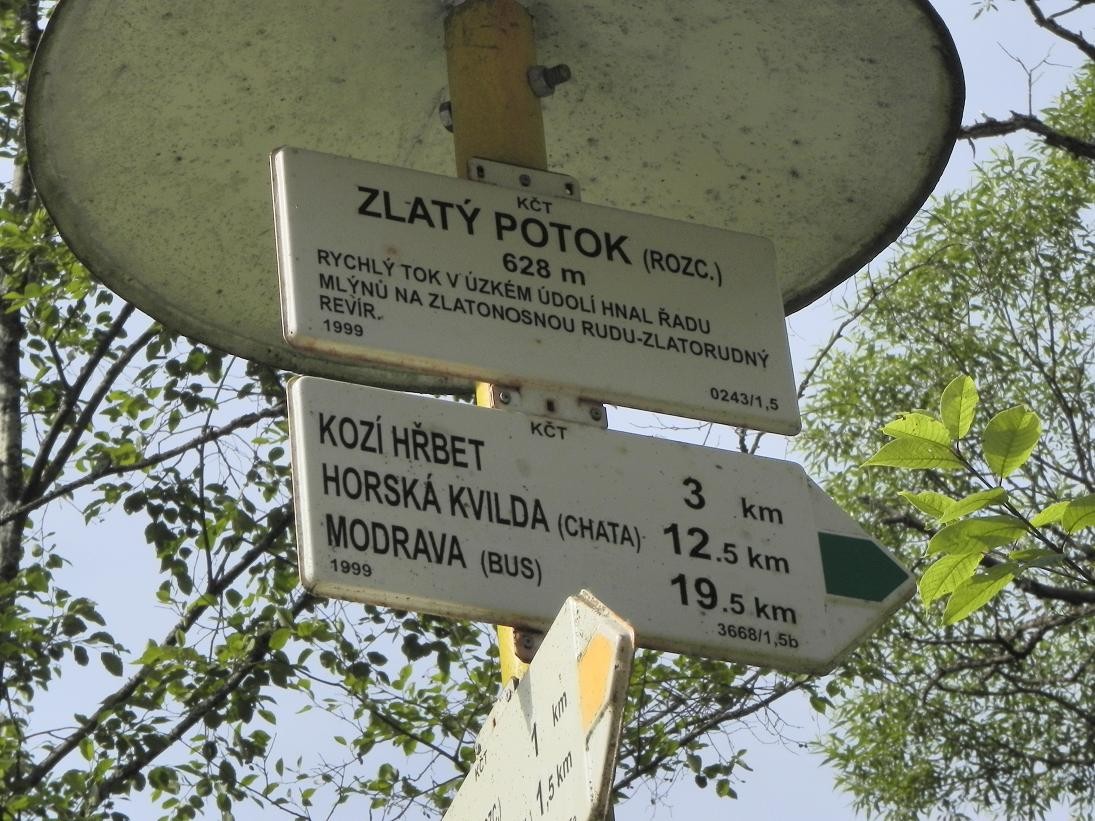 KČT
ZLATÝ POTOK (ROZC.)
628 m
RYCHLÝ TOK V ÚZKÉM ÚDOLÍ HNAL ŘADU
MLÝNŮ NA ZLATONOSNOU RUDU-ZLATORUDNÝ
REVÍR.
1999
0243/1,5
KČT
KOZÍ HŘBET 3 km
HORSKÁ KVILDA (CHATA) 12.5 km
MODRAVA (BUS) 19.5 km
1999
3668/1,5b
KČT
1 km
1,5 km